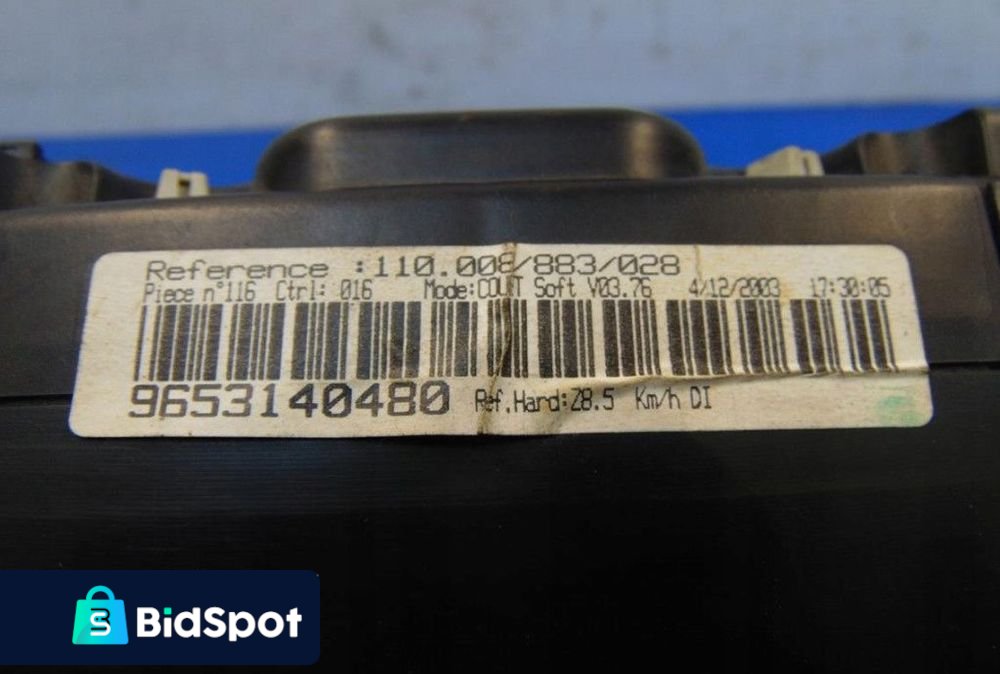 Reference :110.008/883/028
Piece n°116 Ctrl: 016 Mode:COUNT Soft V03.76 4/12/2003 17:30:05
9653140480 Ref.Hard:Z8.5 Km/h DI
BidSpot